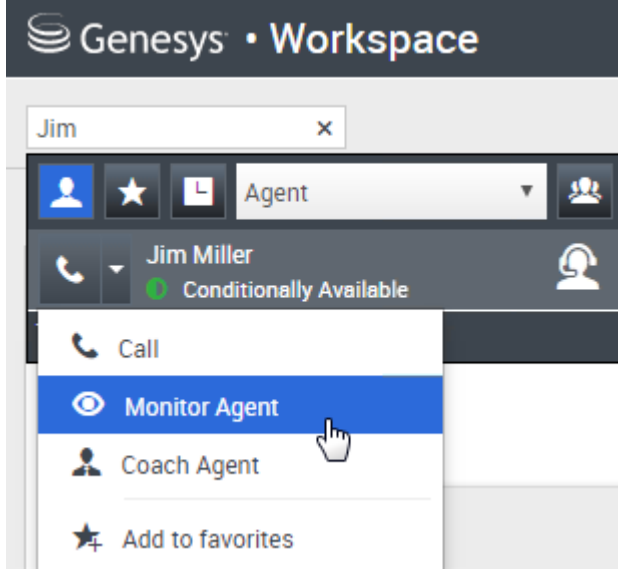 Genesys • Workspace
Jim ×
Agent
Jim Miller
Conditionally Available
Call
Monitor Agent
Coach Agent
Add to favorites